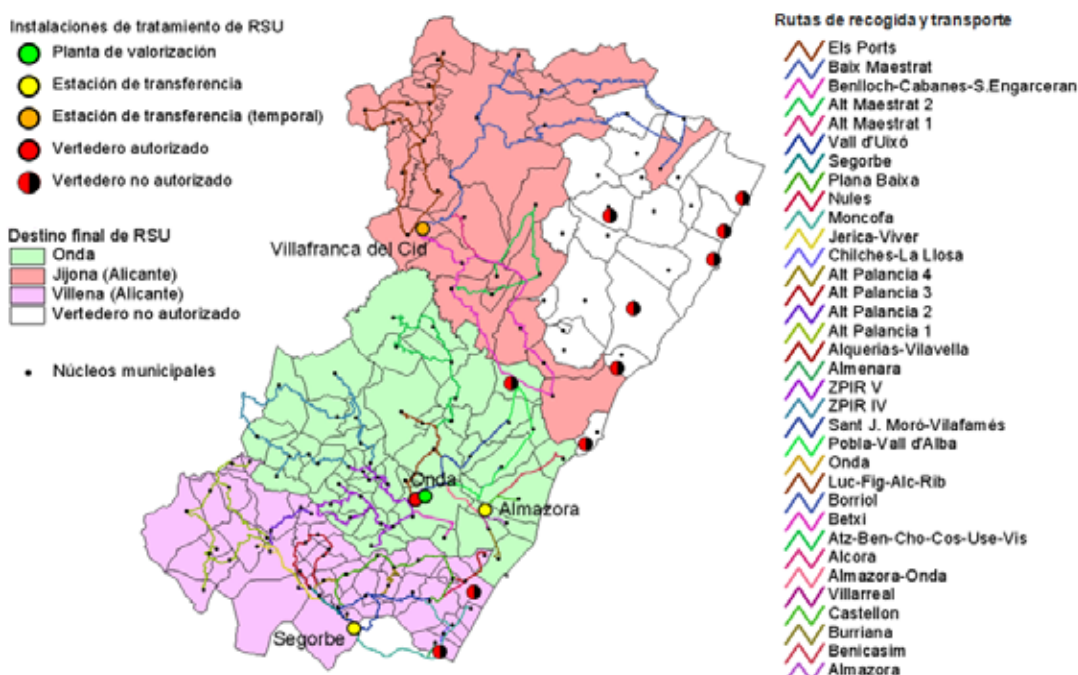 Instalaciones de tratamiento de RSU
Planta de valorización
Estación de transferencia
Estación de transferencia (temporal)
Vertedero autorizado
Vertedero no autorizado
Destino final de RSU
Onda
Jijona (Alicante)
Villena (Alicante)
Vertedero no autorizado
Núcleos municipales
Villafranca del Cid
Onda
Almazora
Segorbe
Rutas de recogida y transporte
Els Ports
Baix Maestrat
Benlloch-Cabanes-S.Engarceran
Alt Maestrat 2
Alt Maestrat 1
Vall d'Uixó
Segorbe
Plana Baixa
Nules
Moncofa
Jerica-Viver
Chilches-La Llosa
Alt Palancia 4
Alt Palancia 3
Alt Palancia 2
Alt Palancia 1
Alquerias-Vilavella
Almenara
ZPIR V
ZPIR IV
Sant J. Moró-Vilafamés
Pobla-Vall d'Alba
Onda
Luc-Fig-Alc-Rib
Borriol
Betxi
Atz-Ben-Cho-Cos-Use-Vis
Alcora
Almazora-Onda
Villarreal
Castellon
Burriana
Benicasim
Almazora